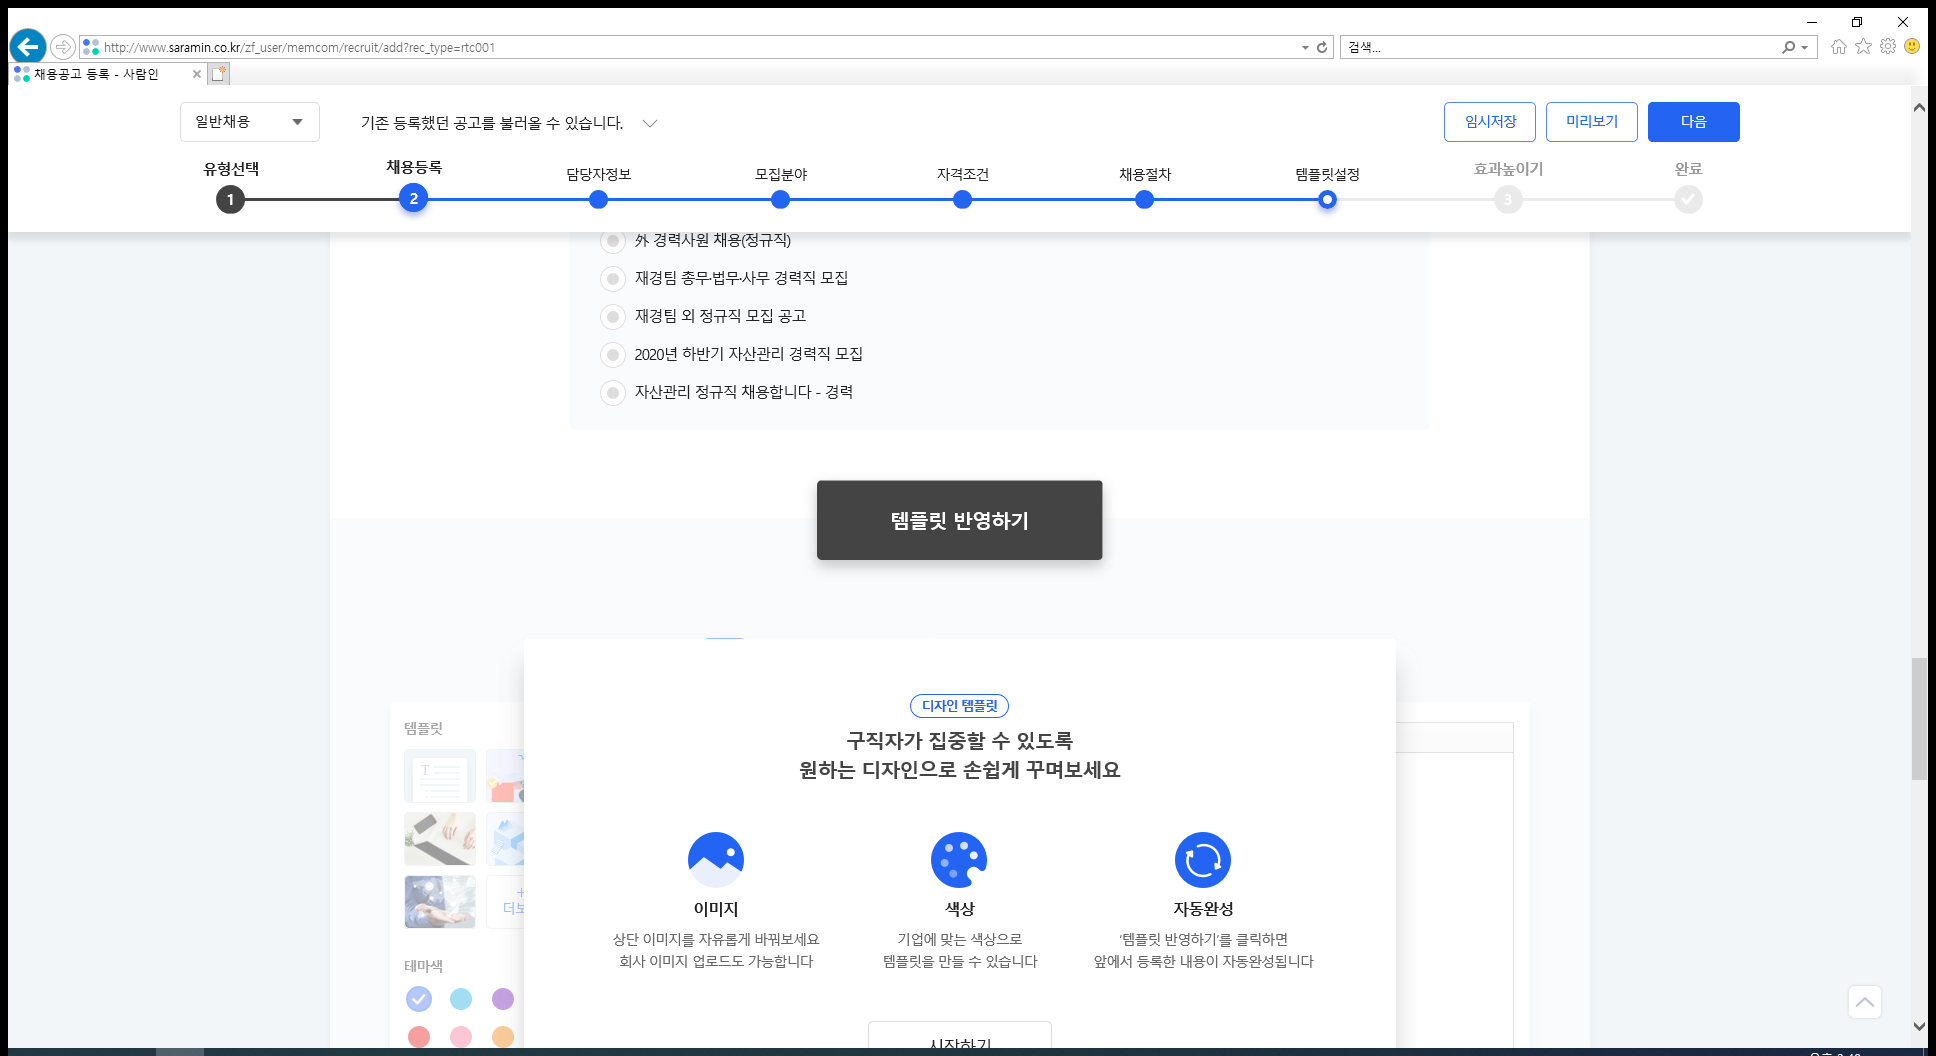 http://www.saramin.co.kr/zf_user/memcom/recruit/add?rec_type=rtc001
검색...
채용공고 등록 - 사람인
일반채용
기존 등록했던 공고를 불러올 수 있습니다.
임시저장
미리보기
다음
유형선택
채용등록
담당자정보
모집분야
자격조건
채용절차
템플릿설정
효과높이기
완료
1
2
3
外 경력사원 채용(정규직)
재경팀 총무·법무·사무 경력직 모집
재경팀 외 정규직 모집 공고
2020년 하반기 자산관리 경력직 모집
자산관리 정규직 채용합니다 - 경력
템플릿 반영하기
디자인 템플릿
구직자가 집중할 수 있도록
원하는 디자인으로 손쉽게 꾸며보세요
템플릿
T
+
더보
테마색
이미지
상단 이미지를 자유롭게 바꿔보세요
회사 이미지 업로드도 가능합니다
색상
기업에 맞는 색상으로
템플릿을 만들 수 있습니다
자동완성
'템플릿 반영하기'를 클릭하면
앞에서 등록한 내용이 자동완성됩니다
시작하기